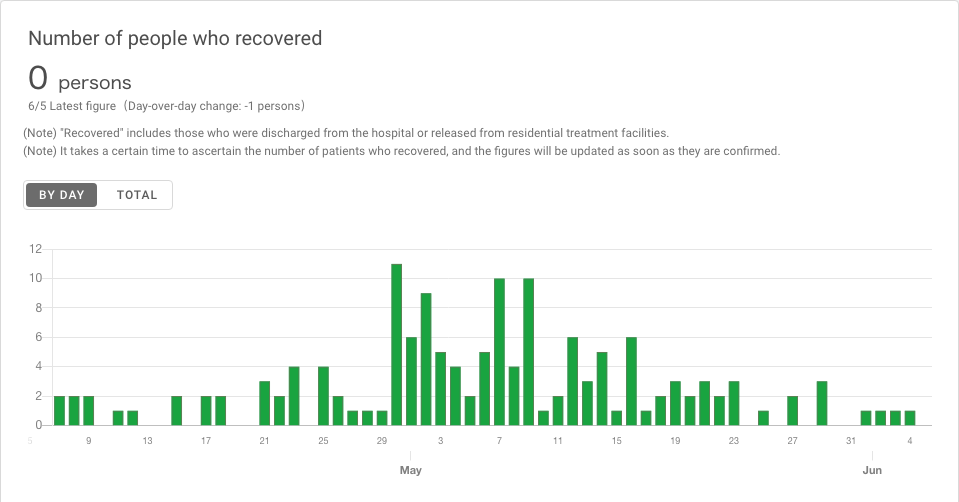 Number of people who recovered
0 persons
6/5 Latest figure (Day-over-day change: -1 persons)
(Note) "Recovered" includes those who were discharged from the hospital or released from residential treatment facilities.
(Note) It takes a certain time to ascertain the number of patients who recovered, and the figures will be updated as soon as they are confirmed.
BY DAY TOTAL
12
10
8
6
4
2
0
5 9 13 17 21 25 29 3 7 11 15 19 23 27 31 4
May Jun